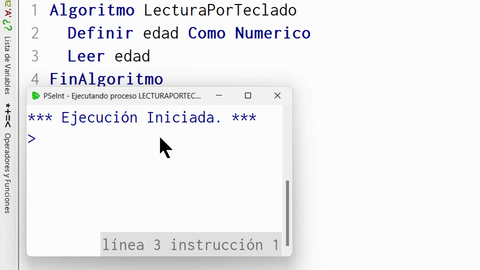 1 Algoritmo LecturaPorTeclado
2 Definir edad Como Numerico
3 Leer edad
4 FinAlgoritmo
Lista de Variables
*+=< Operadores y Funciones
PSeInt - Ejecutando proceso LECTURAPORTEC...
*** Ejecución Iniciada. ***
>
línea 3 instrucción 1